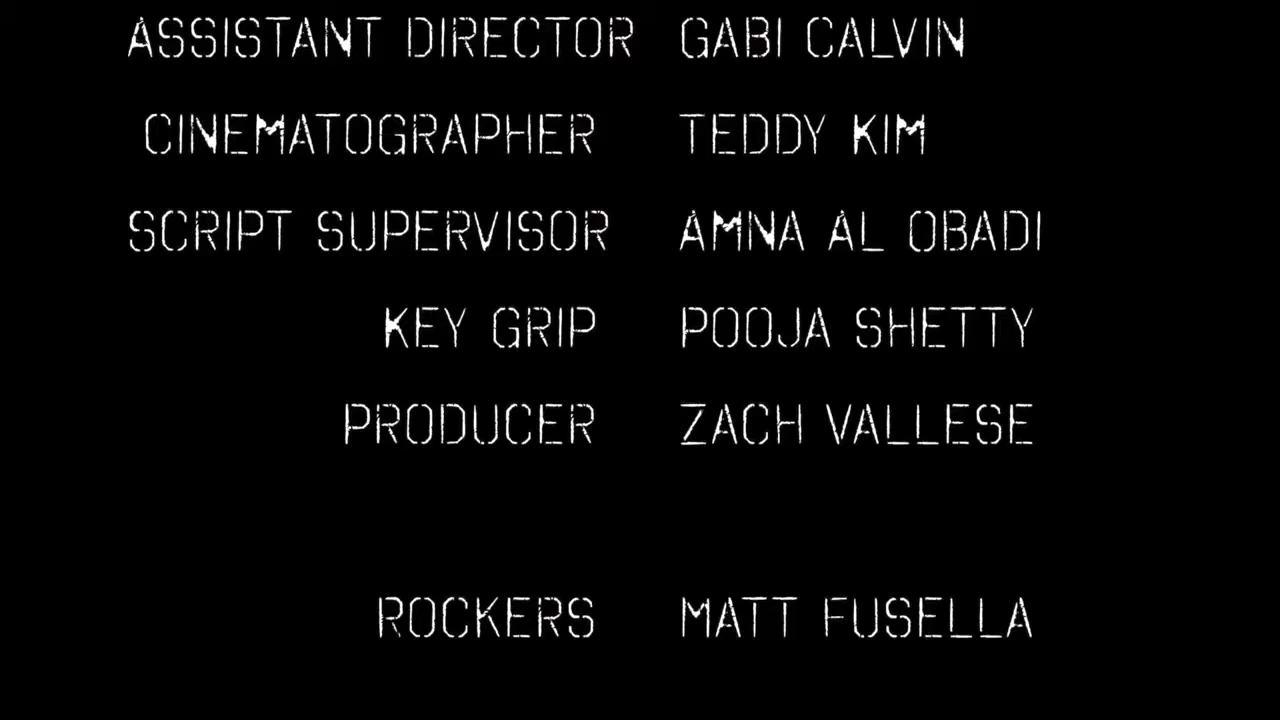 ASSISTANT DIRECTOR GABI CALVIN
CINEMATOGRAPHER TEDDY KIM
SCRIPT SUPERVISOR AMNA AL OBADI
KEY GRIP POOJA SHETTY
PRODUCER ZACH VALLESE
ROCKERS MATT FUSELLA